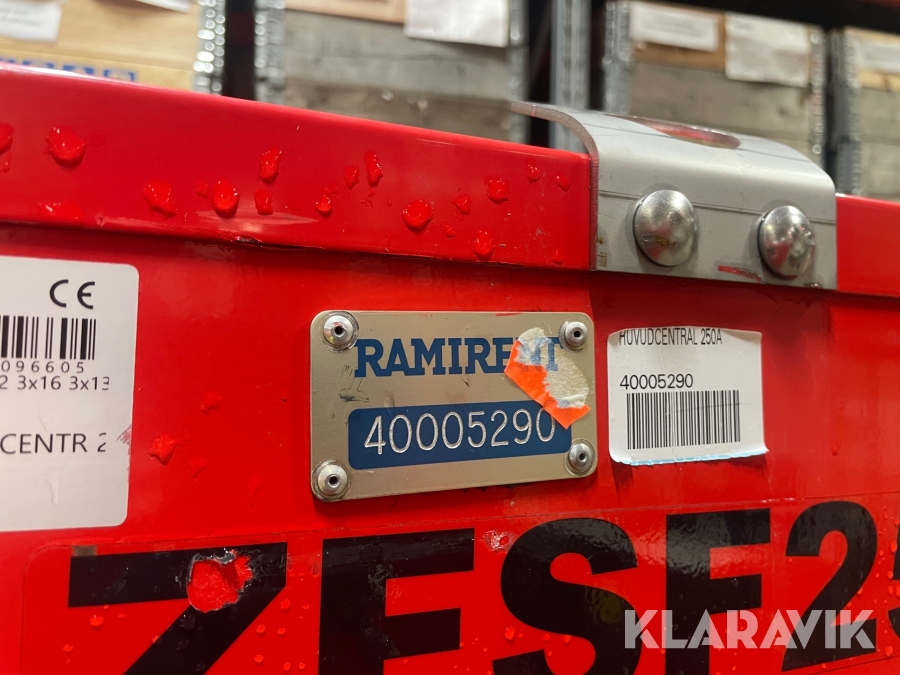 CE
096605
2 3x16 3x13
CENTR 2
RAMIRENT
40005290
HUVUDCENTRAL 250A
40005290
ZESF25
KLARAVIK